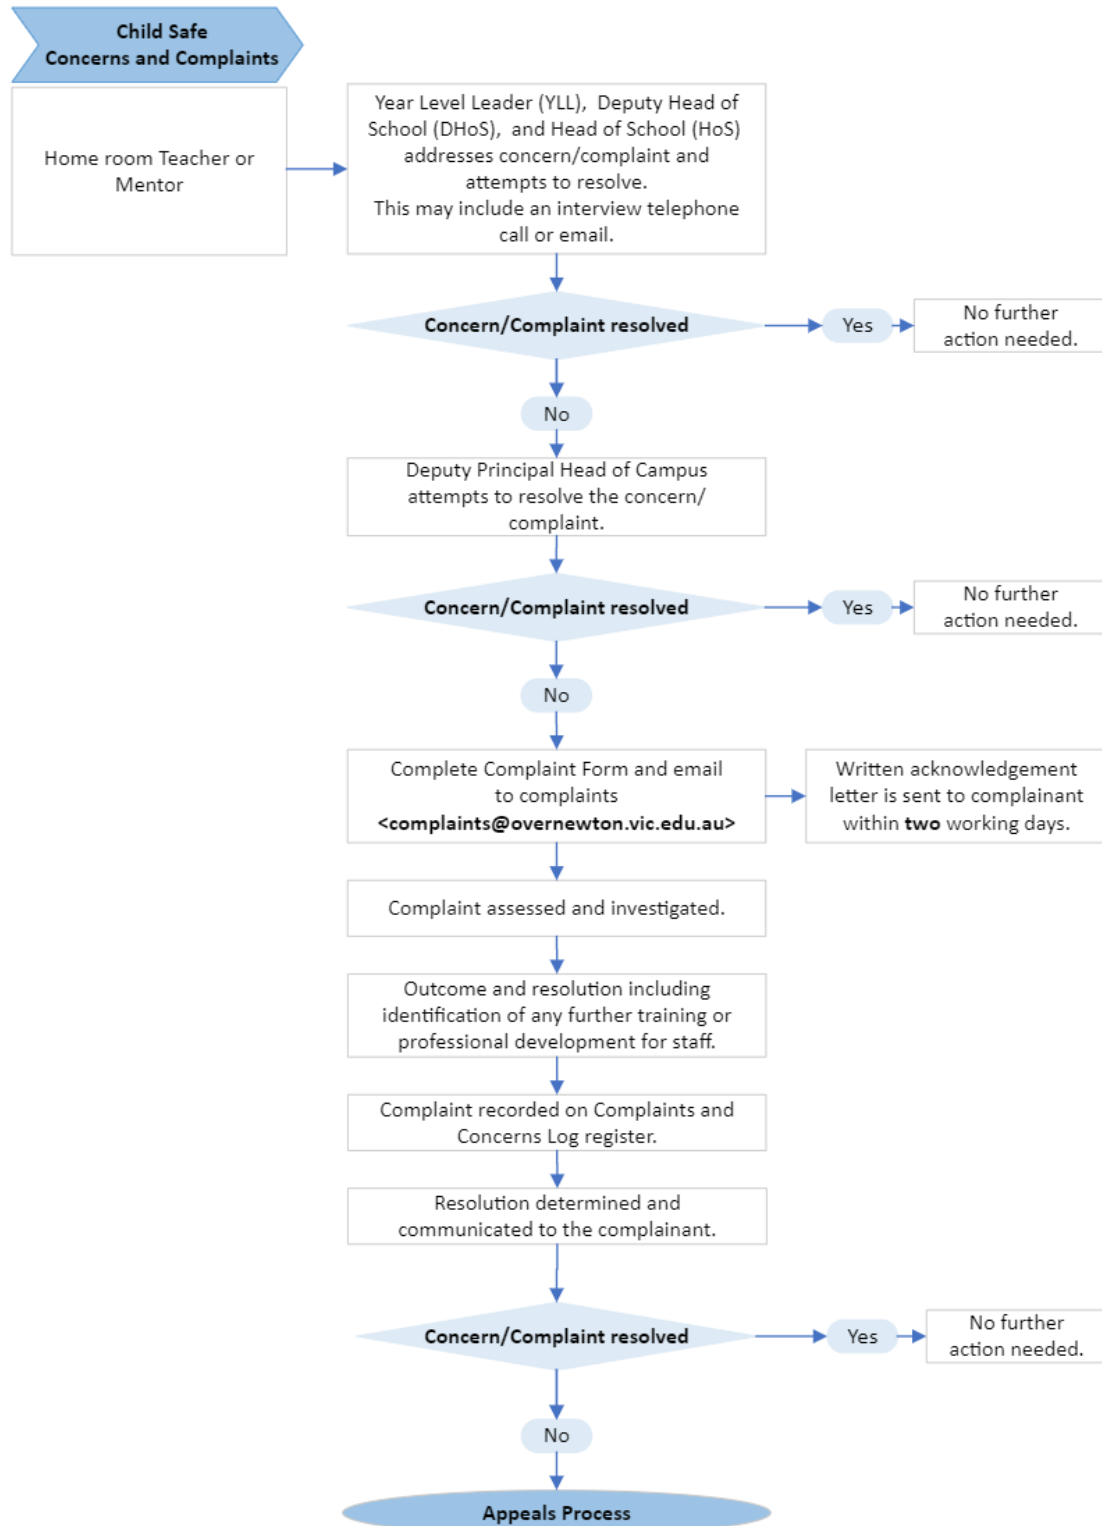 Child Safe
Concerns and Complaints
Home room Teacher or
Mentor
Year Level Leader (YLL), Deputy Head of
School (DHoS), and Head of School (HoS)
addresses concern/complaint and
attempts to resolve.
This may include an interview telephone
call or email.
Concern/Complaint resolved
Yes
No further
action needed.
No
Deputy Principal Head of Campus
attempts to resolve the concern/
complaint.
Concern/Complaint resolved
Yes
No further
action needed.
No
Complete Complaint Form and email
to complaints
<complaints@overnewton.vic.edu.au>
Written acknowledgement
letter is sent to complainant
within two working days.
Complaint assessed and investigated.
Outcome and resolution including
identification of any further training or
professional development for staff.
Complaint recorded on Complaints and
Concerns Log register.
Resolution determined and
communicated to the complainant.
Concern/Complaint resolved
Yes
No further
action needed.
No
Appeals Process